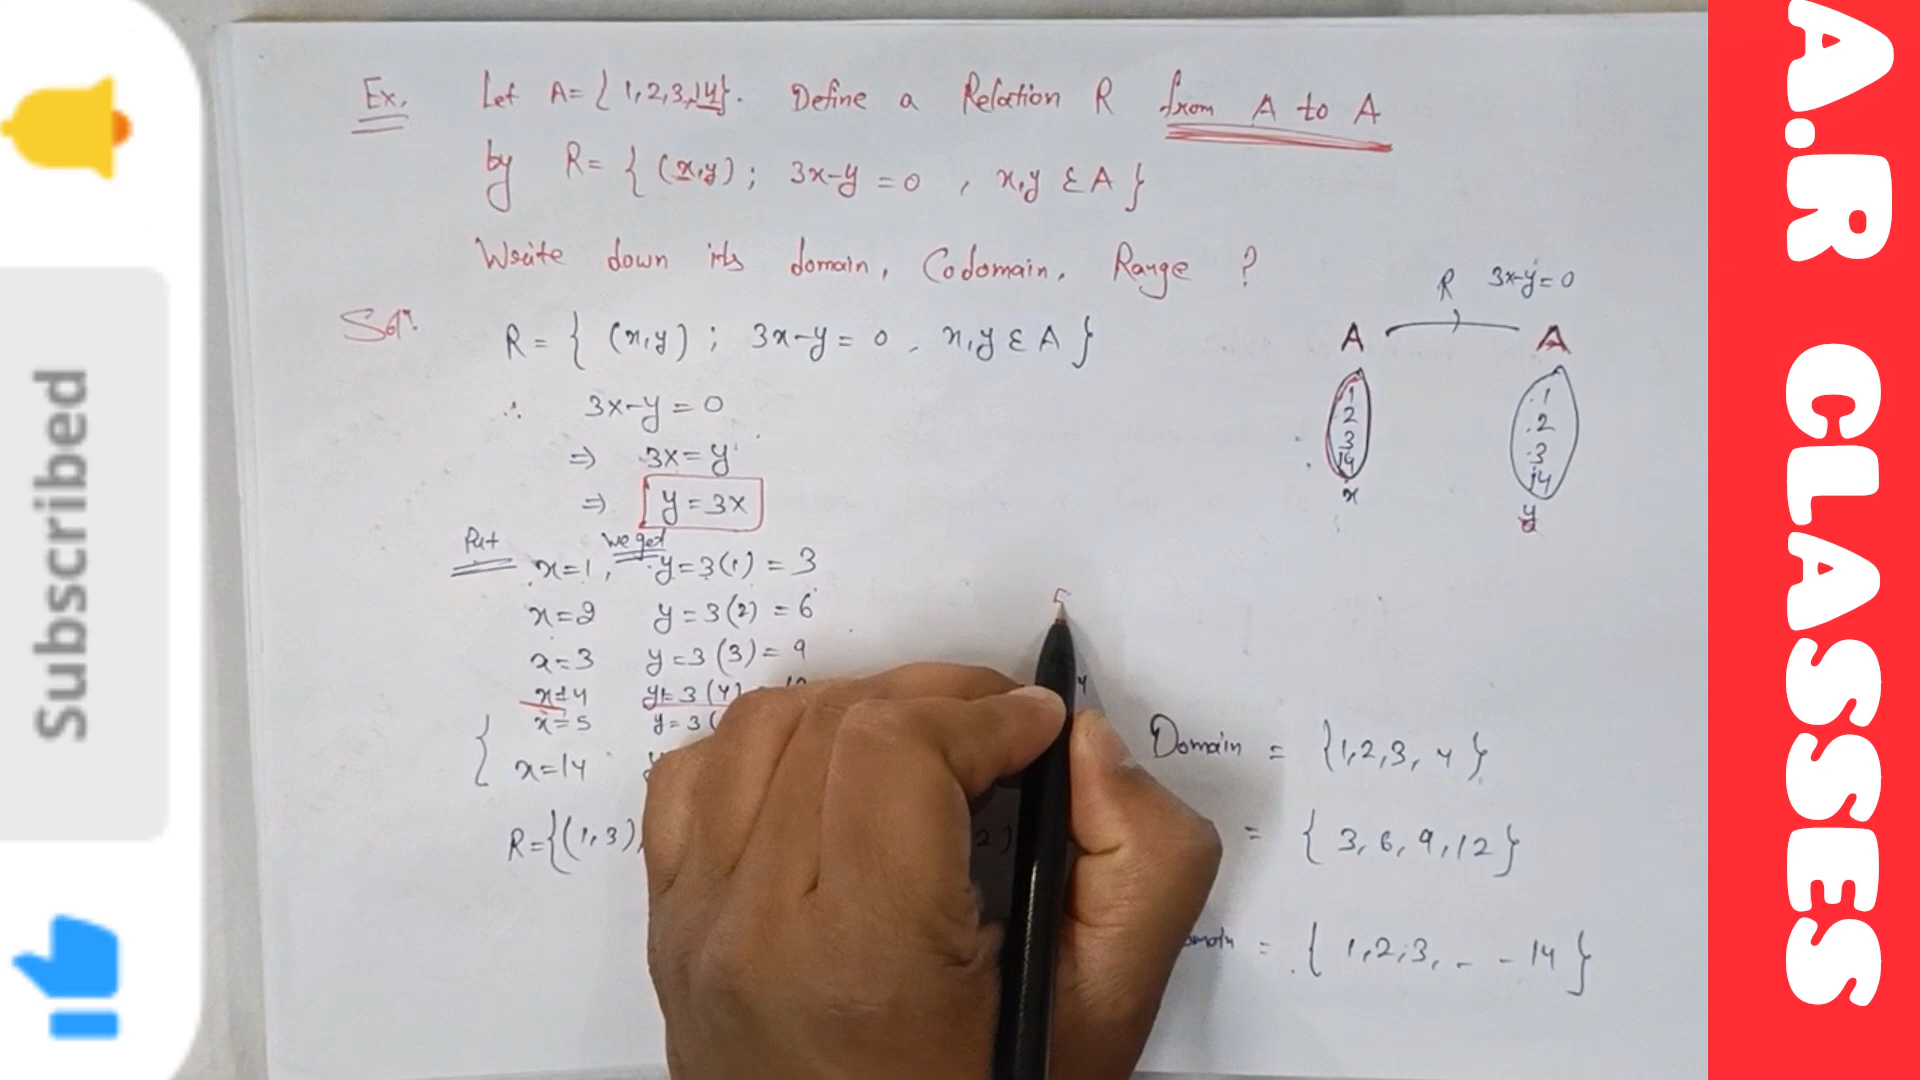 Ex. Let A= { 1,2,3,14}. Define a Relation R from A to A
by R= { (x,y) ; 3x-y = 0 , x,y ε A }
Write down its domain, Codomain, Range ?
Sol. R = { (x,y) ; 3x-y = 0 , x,y ε A }
∴ 3x-y = 0
⇒ 3x = y
⇒ y = 3x
Put we get
x=1, y=3(1) = 3
x=2 y = 3(2) = 6
x=3 y=3(3) = 9
x=4 y= 3(4)
x=5 y=3(
x=14
R={(1,3),
R 3x-y=0
A A
1 1
2 2
3 3
14 14
x y
Domain = {1,2,3, 4}
= { 3, 6, 9, 12}
= { 1,2,3, - - 14 }
Subscribed
A.R CLASSES